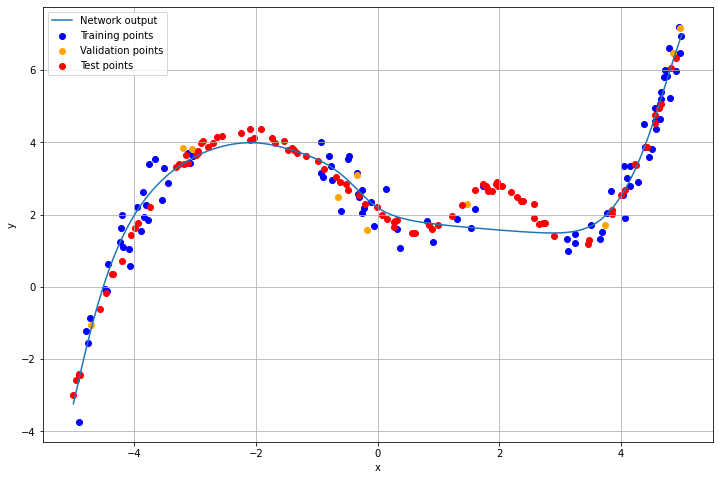 Network output
Training points
Validation points
Test points
y
6
4
2
0
−2
−4
−4
−2
0
2
4
x